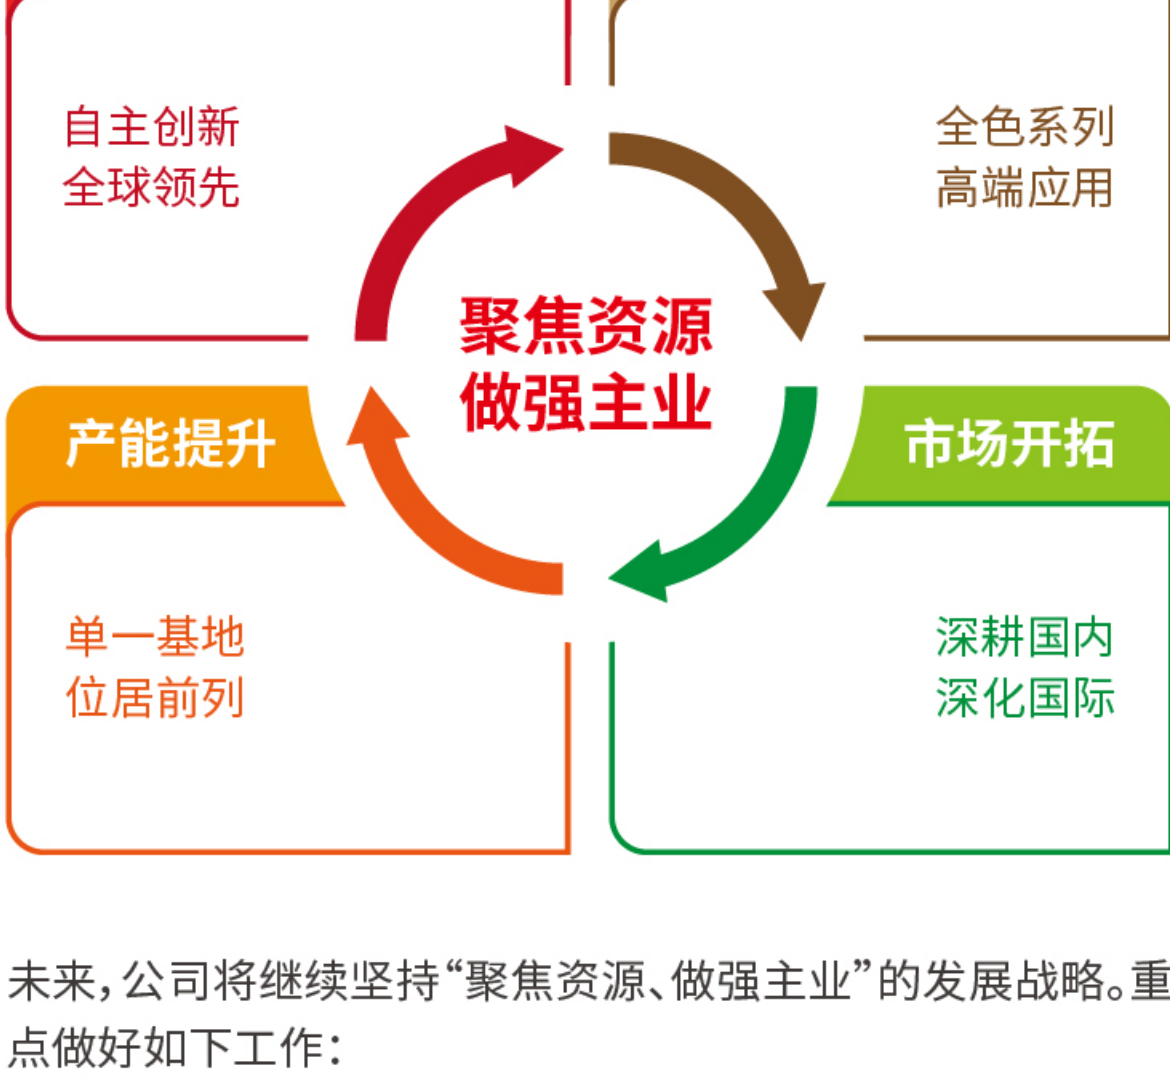 自主创新
全球领先
全色系列
高端应用
聚焦资源
做强主业
产能提升
市场开拓
单一基地
位居前列
深耕国内
深化国际
未来，公司将继续坚持“聚焦资源、做强主业”的发展战略。重
点做好如下工作：